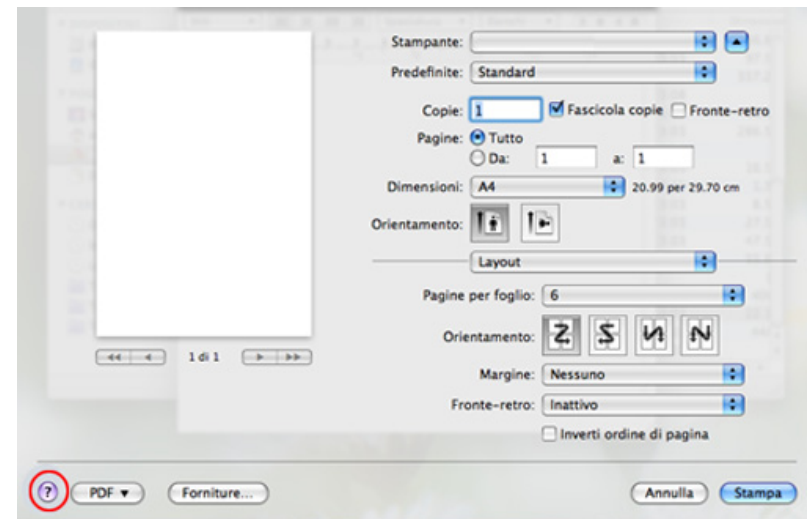 Stampante:
Predefinite: Standard
Copie: 1 Fascicola copie Fronte-retro
Pagine: Tutto
Da: 1 a: 1
Dimensioni: A4 20.99 per 29.70 cm
Orientamento:
Layout
Pagine per foglio: 6
Orientamento:
1 di 1
Margine: Nessuno
Fronte-retro: Inattivo
Inverti ordine di pagina
? PDF ▼ Forniture... Annulla Stampa